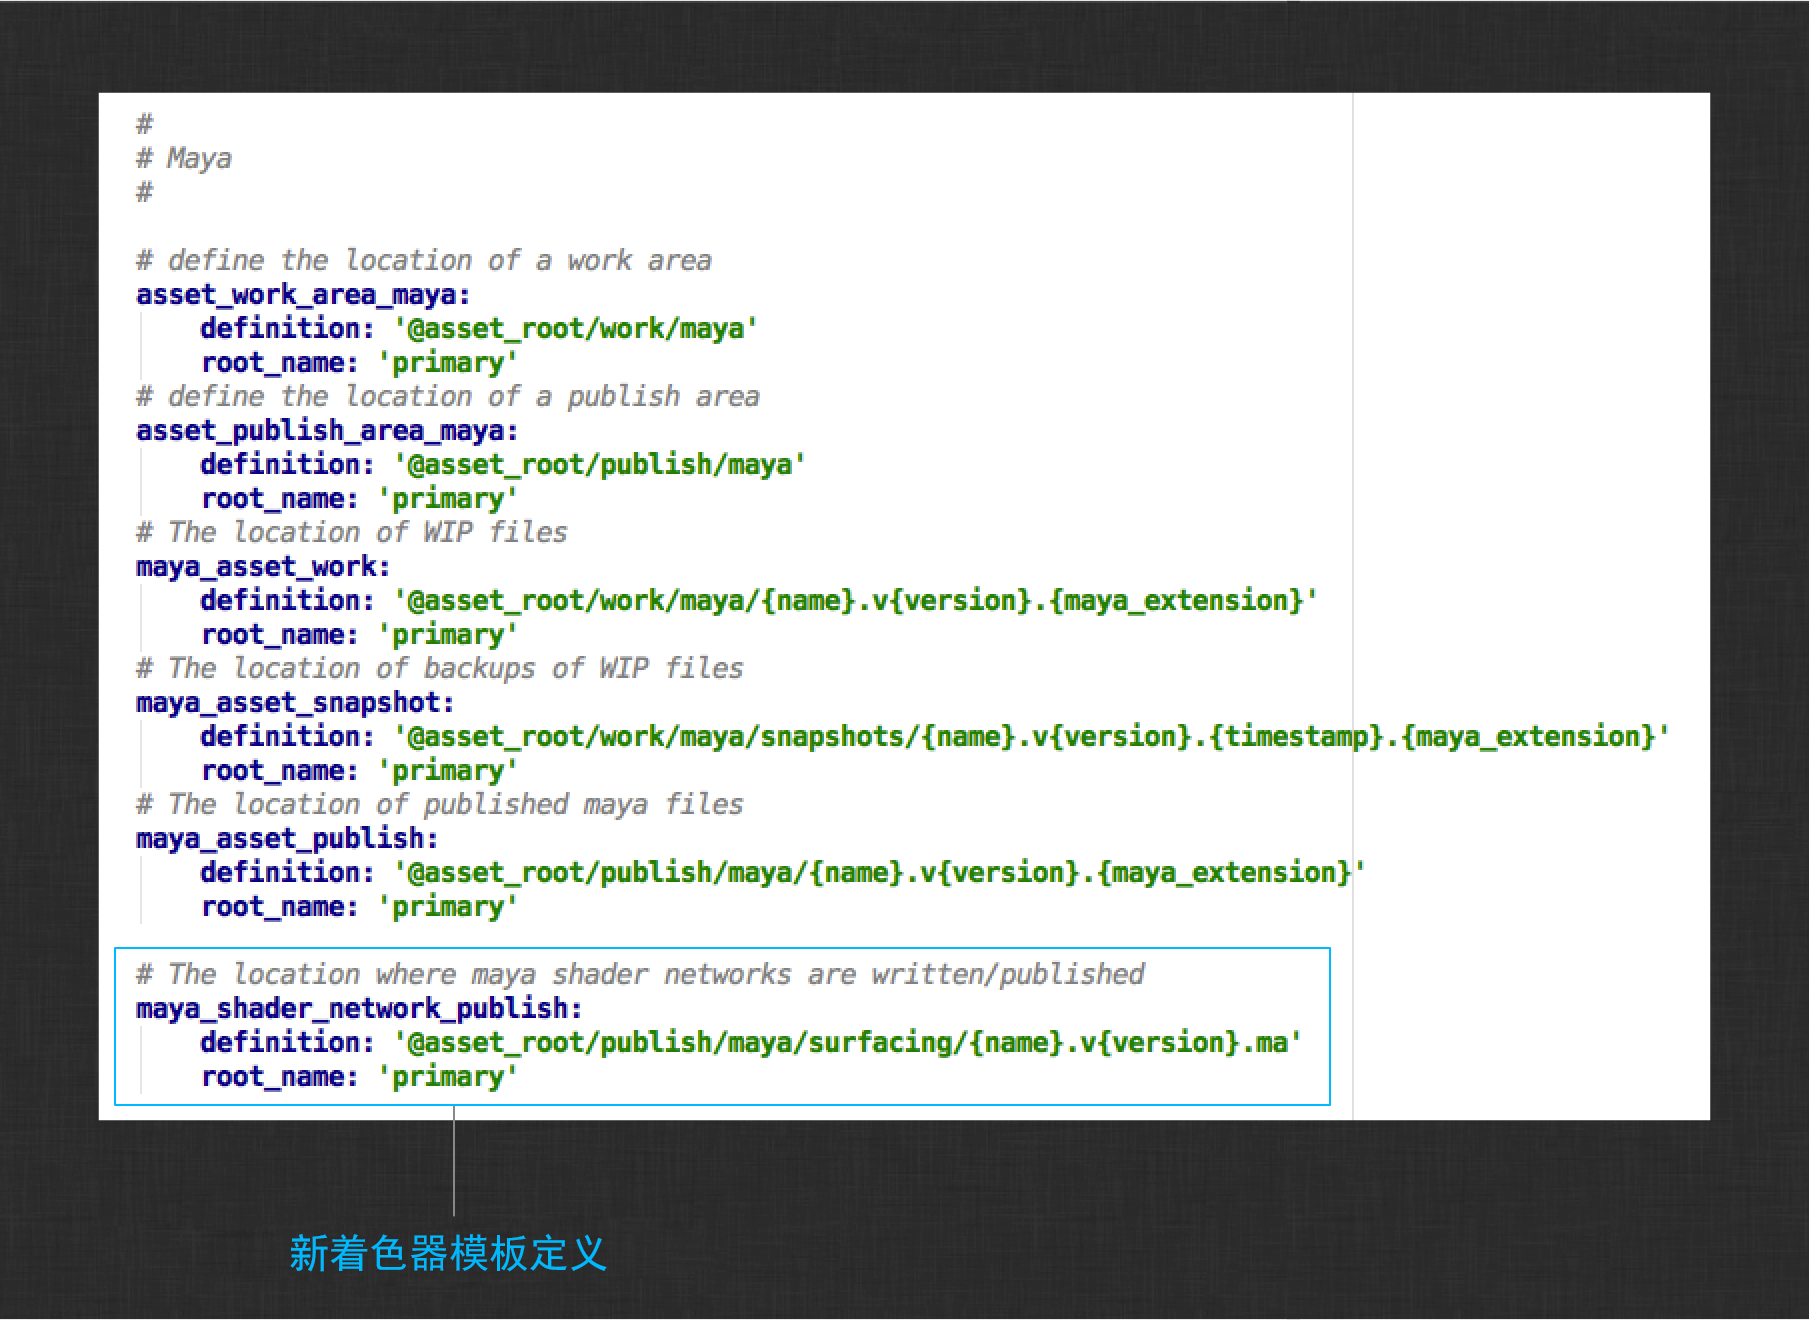 #
# Maya
#
# define the location of a work area
asset_work_area_maya:
definition: '@asset_root/work/maya'
root_name: 'primary'
# define the location of a publish area
asset_publish_area_maya:
definition: '@asset_root/publish/maya'
root_name: 'primary'
# The location of WIP files
maya_asset_work:
definition: '@asset_root/work/maya/{name}.v{version}.{maya_extension}'
root_name: 'primary'
# The location of backups of WIP files
maya_asset_snapshot:
definition: '@asset_root/work/maya/snapshots/{name}.v{version}.{timestamp}.{maya_extension}'
root_name: 'primary'
# The location of published maya files
maya_asset_publish:
definition: '@asset_root/publish/maya/{name}.v{version}.{maya_extension}'
root_name: 'primary'
# The location where maya shader networks are written/published
maya_shader_network_publish:
definition: '@asset_root/publish/maya/surfacing/{name}.v{version}.ma'
root_name: 'primary'
新着色器模板定义